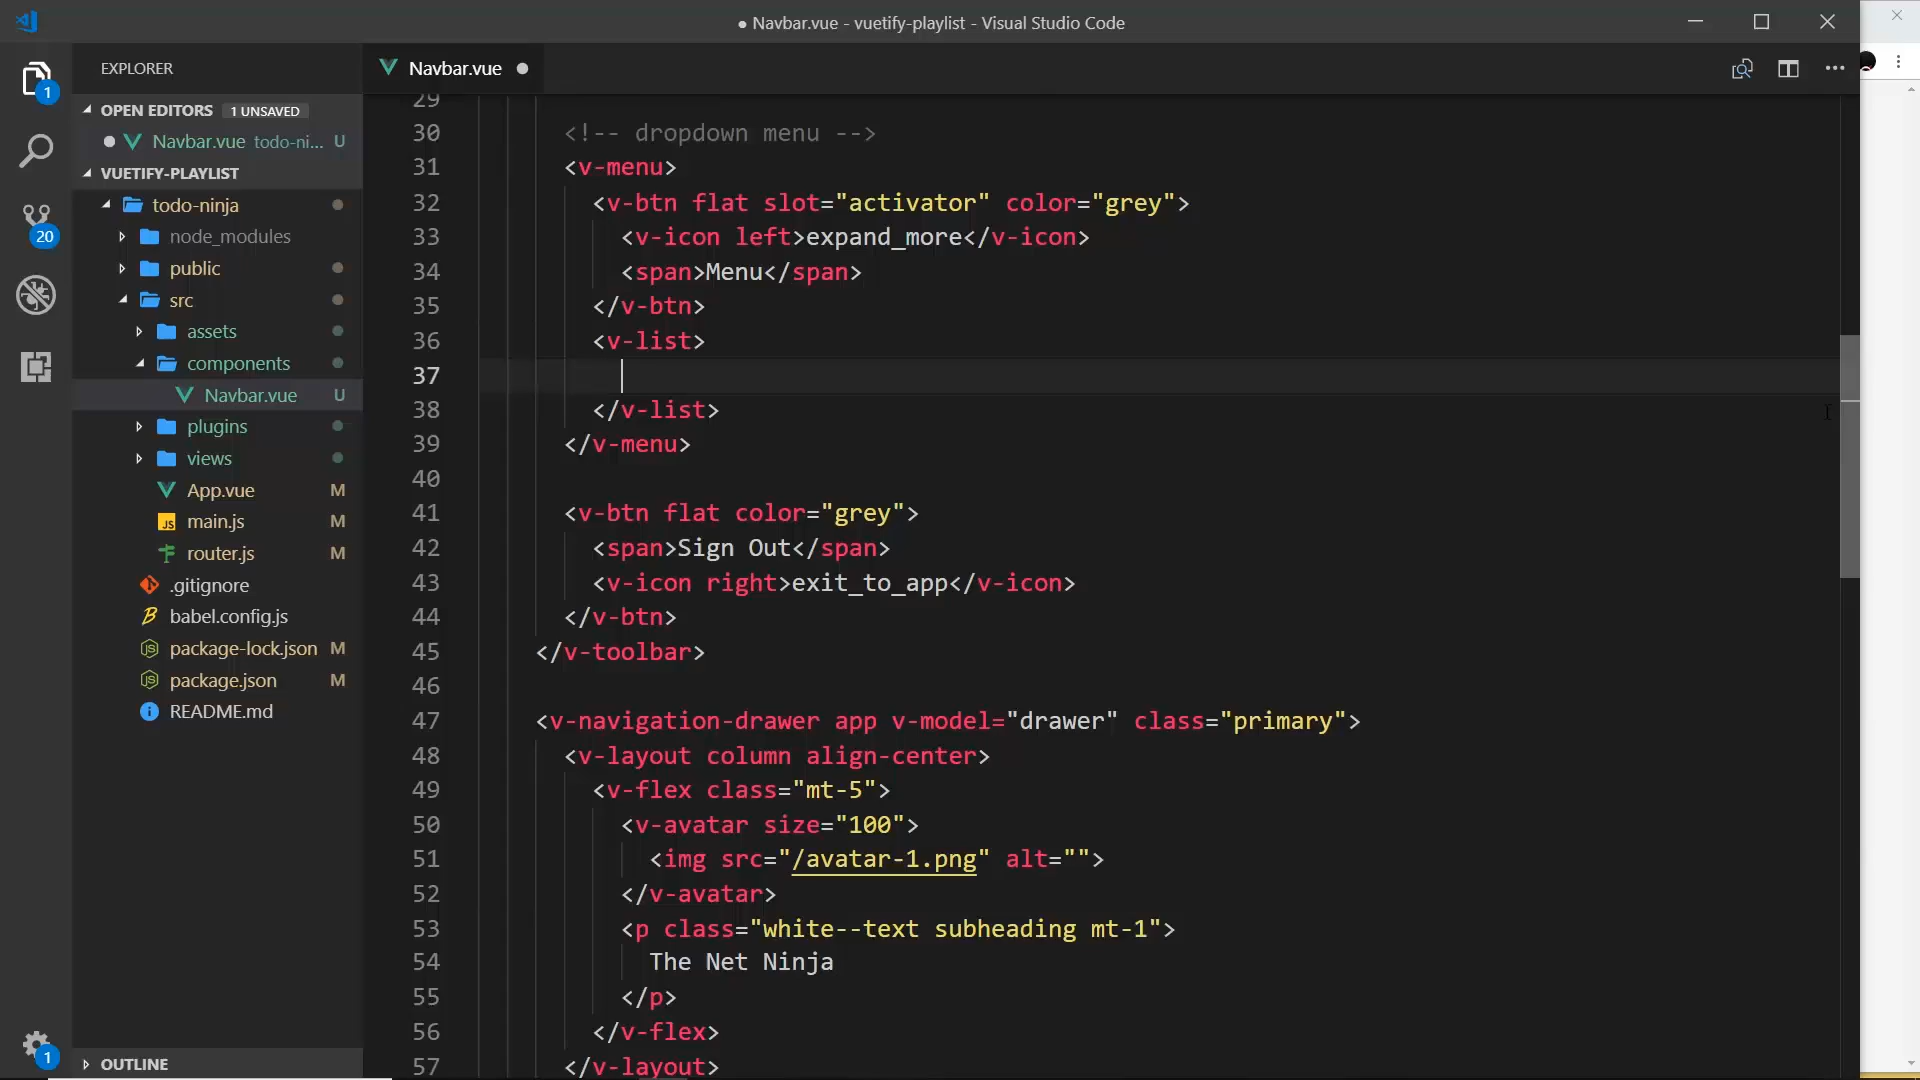 ● Navbar.vue - vuetify-playlist - Visual Studio Code
EXPLORER
OPEN EDITORS 1 UNSAVED
Navbar.vue todo-ni... U
VUETIFY-PLAYLIST
todo-ninja
node_modules
public
src
assets
components
Navbar.vue U
plugins
views
App.vue M
JS main.js M
router.js M
.gitignore
babel.config.js
package-lock.json M
package.json M
README.md
OUTLINE
1
20
1
Navbar.vue
29
30 <!-- dropdown menu -->
31 <v-menu>
32 <v-btn flat slot="activator" color="grey">
33 <v-icon left>expand_more</v-icon>
34 <span>Menu</span>
35 </v-btn>
36 <v-list>
37
38 </v-list>
39 </v-menu>
40
41 <v-btn flat color="grey">
42 <span>Sign Out</span>
43 <v-icon right>exit_to_app</v-icon>
44 </v-btn>
45 </v-toolbar>
46
47 <v-navigation-drawer app v-model="drawer" class="primary">
48 <v-layout column align-center>
49 <v-flex class="mt-5">
50 <v-avatar size="100">
51 <img src="/avatar-1.png" alt="">
52 </v-avatar>
53 <p class="white--text subheading mt-1">
54 The Net Ninja
55 </p>
56 </v-flex>
57 </v-layout>